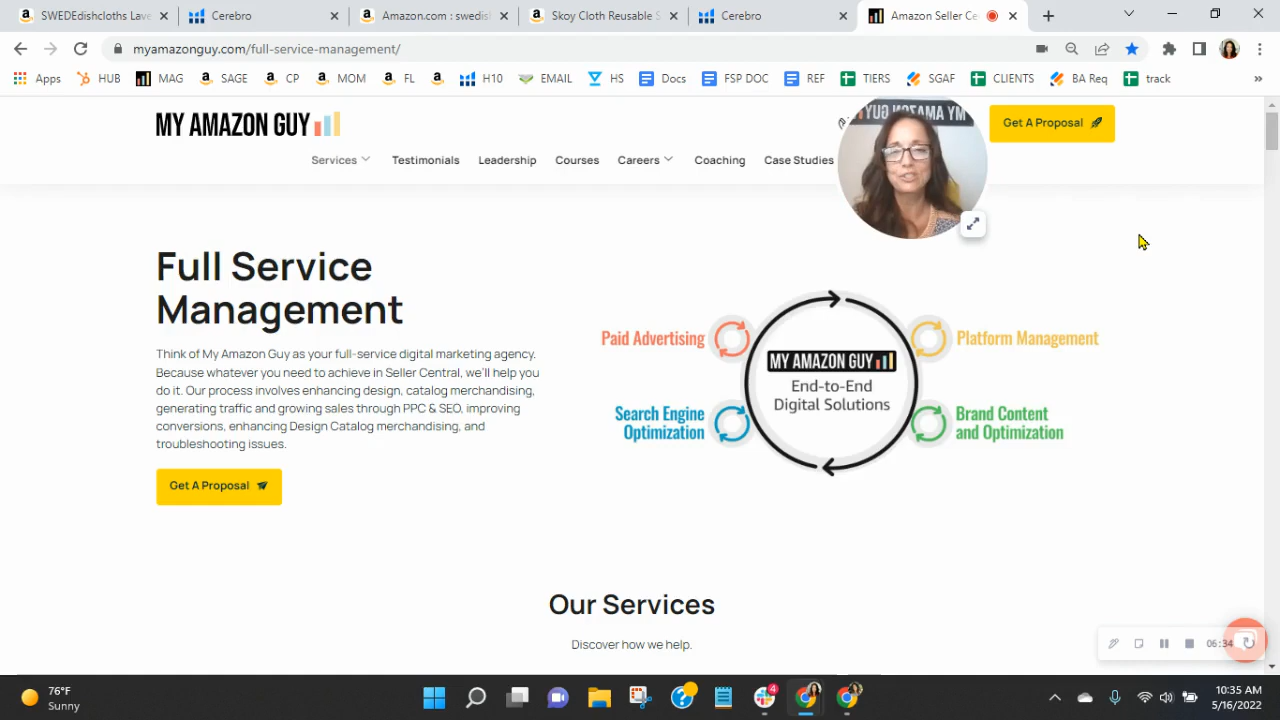 SWEDEdishcloths Lave
Cerebro
Amazon.com : swedis
Skoy Cloth Reusable S
Cerebro
Amazon Seller Ce
myamazonguy.com/full-service-management/
Apps
HUB
MAG
SAGE
CP
MOM
FL
H10
EMAIL
HS
Docs
FSP DOC
REF
TIERS
SGAF
CLIENTS
BA Req
track
MY AMAZON GUY
MY AMAZON GUY
Get A Proposal
Services
Testimonials
Leadership
Courses
Careers
Coaching
Case Studies
Full Service
Management
Think of My Amazon Guy as your full-service digital marketing agency.
Because whatever you need to achieve in Seller Central, we'll help you
do it. Our process involves enhancing design, catalog merchandising,
generating traffic and growing sales through PPC & SEO, improving
conversions, enhancing Design Catalog merchandising, and
troubleshooting issues.
Get A Proposal
Paid Advertising
Platform Management
MY AMAZON GUY
End-to-End
Digital Solutions
Search Engine
Optimization
Brand Content
and Optimization
Our Services
Discover how we help.
06:34
76°F
Sunny
4
10:35 AM
5/16/2022